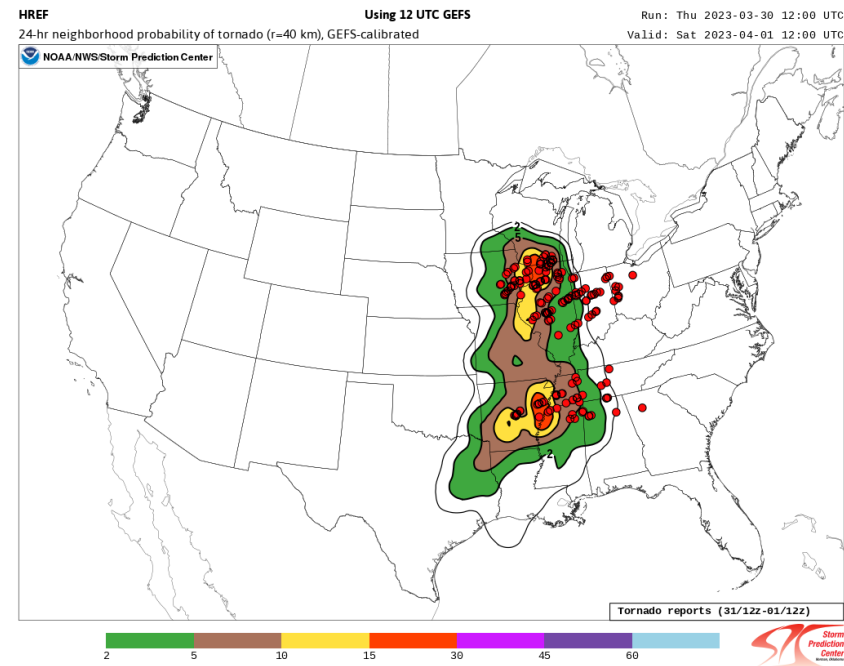 HREF
Using 12 UTC GEFS
Run: Thu 2023-03-30 12:00 UTC
24-hr neighborhood probability of tornado (r=40 km), GEFS-calibrated
Valid: Sat 2023-04-01 12:00 UTC
NOAA/NWS/Storm Prediction Center
2
5
2
Tornado reports (31/12z-01/12z)
2
5
10
15
30
45
60
Storm
Prediction
Center